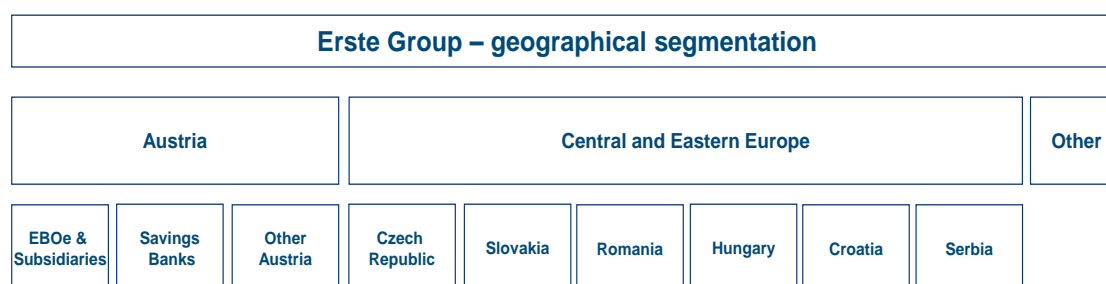 Erste Group – geographical segmentation
Austria
Central and Eastern Europe
Other
EBOe &
Subsidiaries
Savings
Banks
Other
Austria
Czech
Republic
Slovakia
Romania
Hungary
Croatia
Serbia